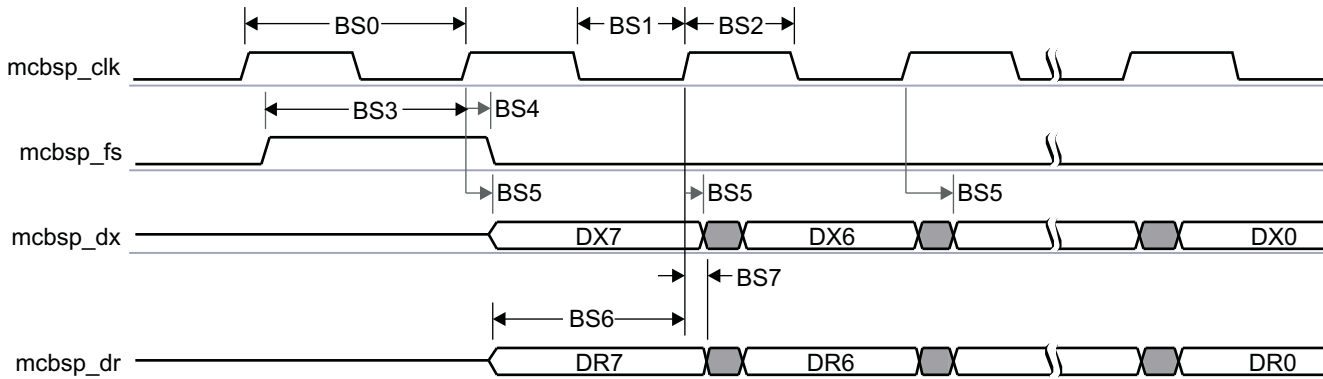 BS0 BS1 BS2
mcbsp_clk
BS3 BS4
mcbsp_fs
BS5 BS5 BS5
mcbsp_dx DX7 DX6 DX0
BS7
BS6
mcbsp_dr DR7 DR6 DR0